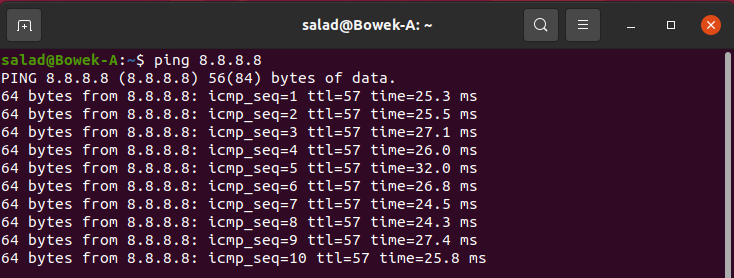 salad@Bowek-A: ~
salad@Bowek-A:~$ ping 8.8.8.8
PING 8.8.8.8 (8.8.8.8) 56(84) bytes of data.
64 bytes from 8.8.8.8: icmp_seq=1 ttl=57 time=25.3 ms
64 bytes from 8.8.8.8: icmp_seq=2 ttl=57 time=25.5 ms
64 bytes from 8.8.8.8: icmp_seq=3 ttl=57 time=27.1 ms
64 bytes from 8.8.8.8: icmp_seq=4 ttl=57 time=26.0 ms
64 bytes from 8.8.8.8: icmp_seq=5 ttl=57 time=32.0 ms
64 bytes from 8.8.8.8: icmp_seq=6 ttl=57 time=26.8 ms
64 bytes from 8.8.8.8: icmp_seq=7 ttl=57 time=24.5 ms
64 bytes from 8.8.8.8: icmp_seq=8 ttl=57 time=24.3 ms
64 bytes from 8.8.8.8: icmp_seq=9 ttl=57 time=27.4 ms
64 bytes from 8.8.8.8: icmp_seq=10 ttl=57 time=25.8 ms